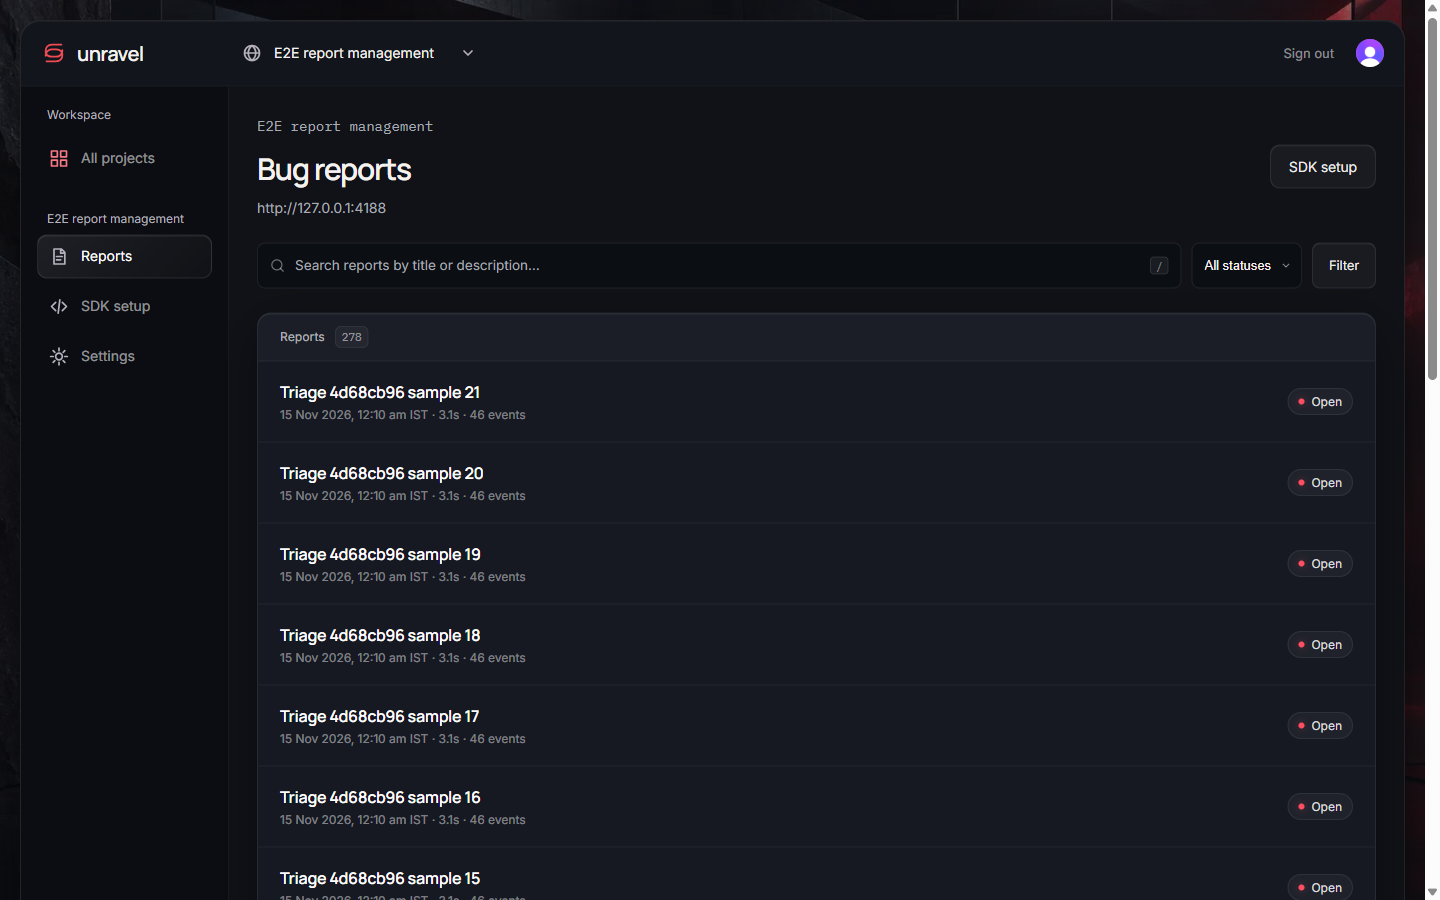 unravel
E2E report management
Sign out
Workspace
All projects
E2E report management
Reports
SDK setup
Settings
E2E report management
Bug reports
http://127.0.0.1:4188
SDK setup
Search reports by title or description...
/
All statuses
Filter
Reports 278
Triage 4d68cb96 sample 21
15 Nov 2026, 12:10 am IST · 3.1s · 46 events
Open
Triage 4d68cb96 sample 20
15 Nov 2026, 12:10 am IST · 3.1s · 46 events
Open
Triage 4d68cb96 sample 19
15 Nov 2026, 12:10 am IST · 3.1s · 46 events
Open
Triage 4d68cb96 sample 18
15 Nov 2026, 12:10 am IST · 3.1s · 46 events
Open
Triage 4d68cb96 sample 17
15 Nov 2026, 12:10 am IST · 3.1s · 46 events
Open
Triage 4d68cb96 sample 16
15 Nov 2026, 12:10 am IST · 3.1s · 46 events
Open
Triage 4d68cb96 sample 15
Open